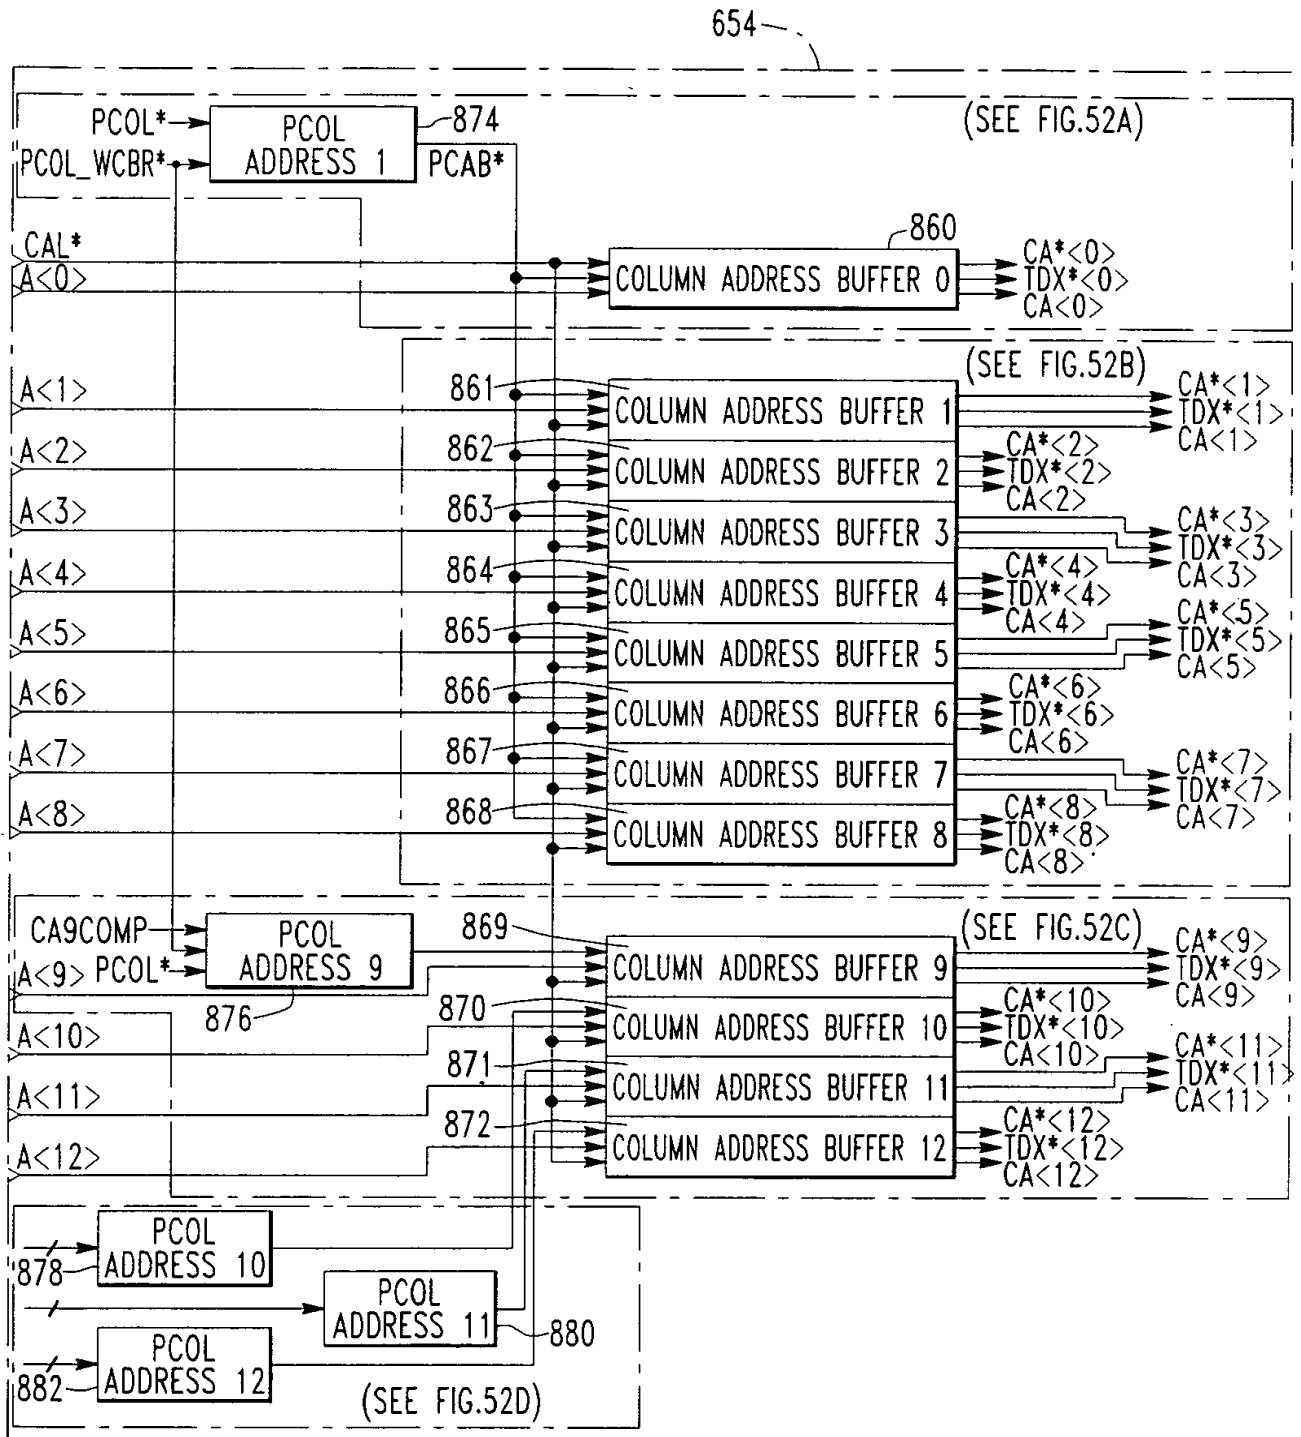 654
(SEE FIG.52A)
PCOL*
PCOL
ADDRESS 1
874
PCOL_WCBR*
PCAB*
CAL*
A<0>
860
COLUMN ADDRESS BUFFER 0
CA*<0>
TDX*<0>
CA<0>
(SEE FIG.52B)
A<1>
861
COLUMN ADDRESS BUFFER 1
CA*<1>
TDX*<1>
CA<1>
A<2>
862
COLUMN ADDRESS BUFFER 2
CA*<2>
TDX*<2>
CA<2>
A<3>
863
COLUMN ADDRESS BUFFER 3
CA*<3>
TDX*<3>
CA<3>
A<4>
864
COLUMN ADDRESS BUFFER 4
CA*<4>
TDX*<4>
CA<4>
A<5>
865
COLUMN ADDRESS BUFFER 5
CA*<5>
TDX*<5>
CA<5>
A<6>
866
COLUMN ADDRESS BUFFER 6
CA*<6>
TDX*<6>
CA<6>
A<7>
867
COLUMN ADDRESS BUFFER 7
CA*<7>
TDX*<7>
CA<7>
A<8>
868
COLUMN ADDRESS BUFFER 8
CA*<8>
TDX*<8>
CA<8>
(SEE FIG.52C)
CA9COMP
PCOL*
PCOL
ADDRESS 9
876
A<9>
869
COLUMN ADDRESS BUFFER 9
CA*<9>
TDX*<9>
CA<9>
A<10>
870
COLUMN ADDRESS BUFFER 10
CA*<10>
TDX*<10>
CA<10>
A<11>
871
COLUMN ADDRESS BUFFER 11
CA*<11>
TDX*<11>
CA<11>
A<12>
872
COLUMN ADDRESS BUFFER 12
CA*<12>
TDX*<12>
CA<12>
PCOL
ADDRESS 10
878
PCOL
ADDRESS 11
880
PCOL
ADDRESS 12
882
(SEE FIG.52D)